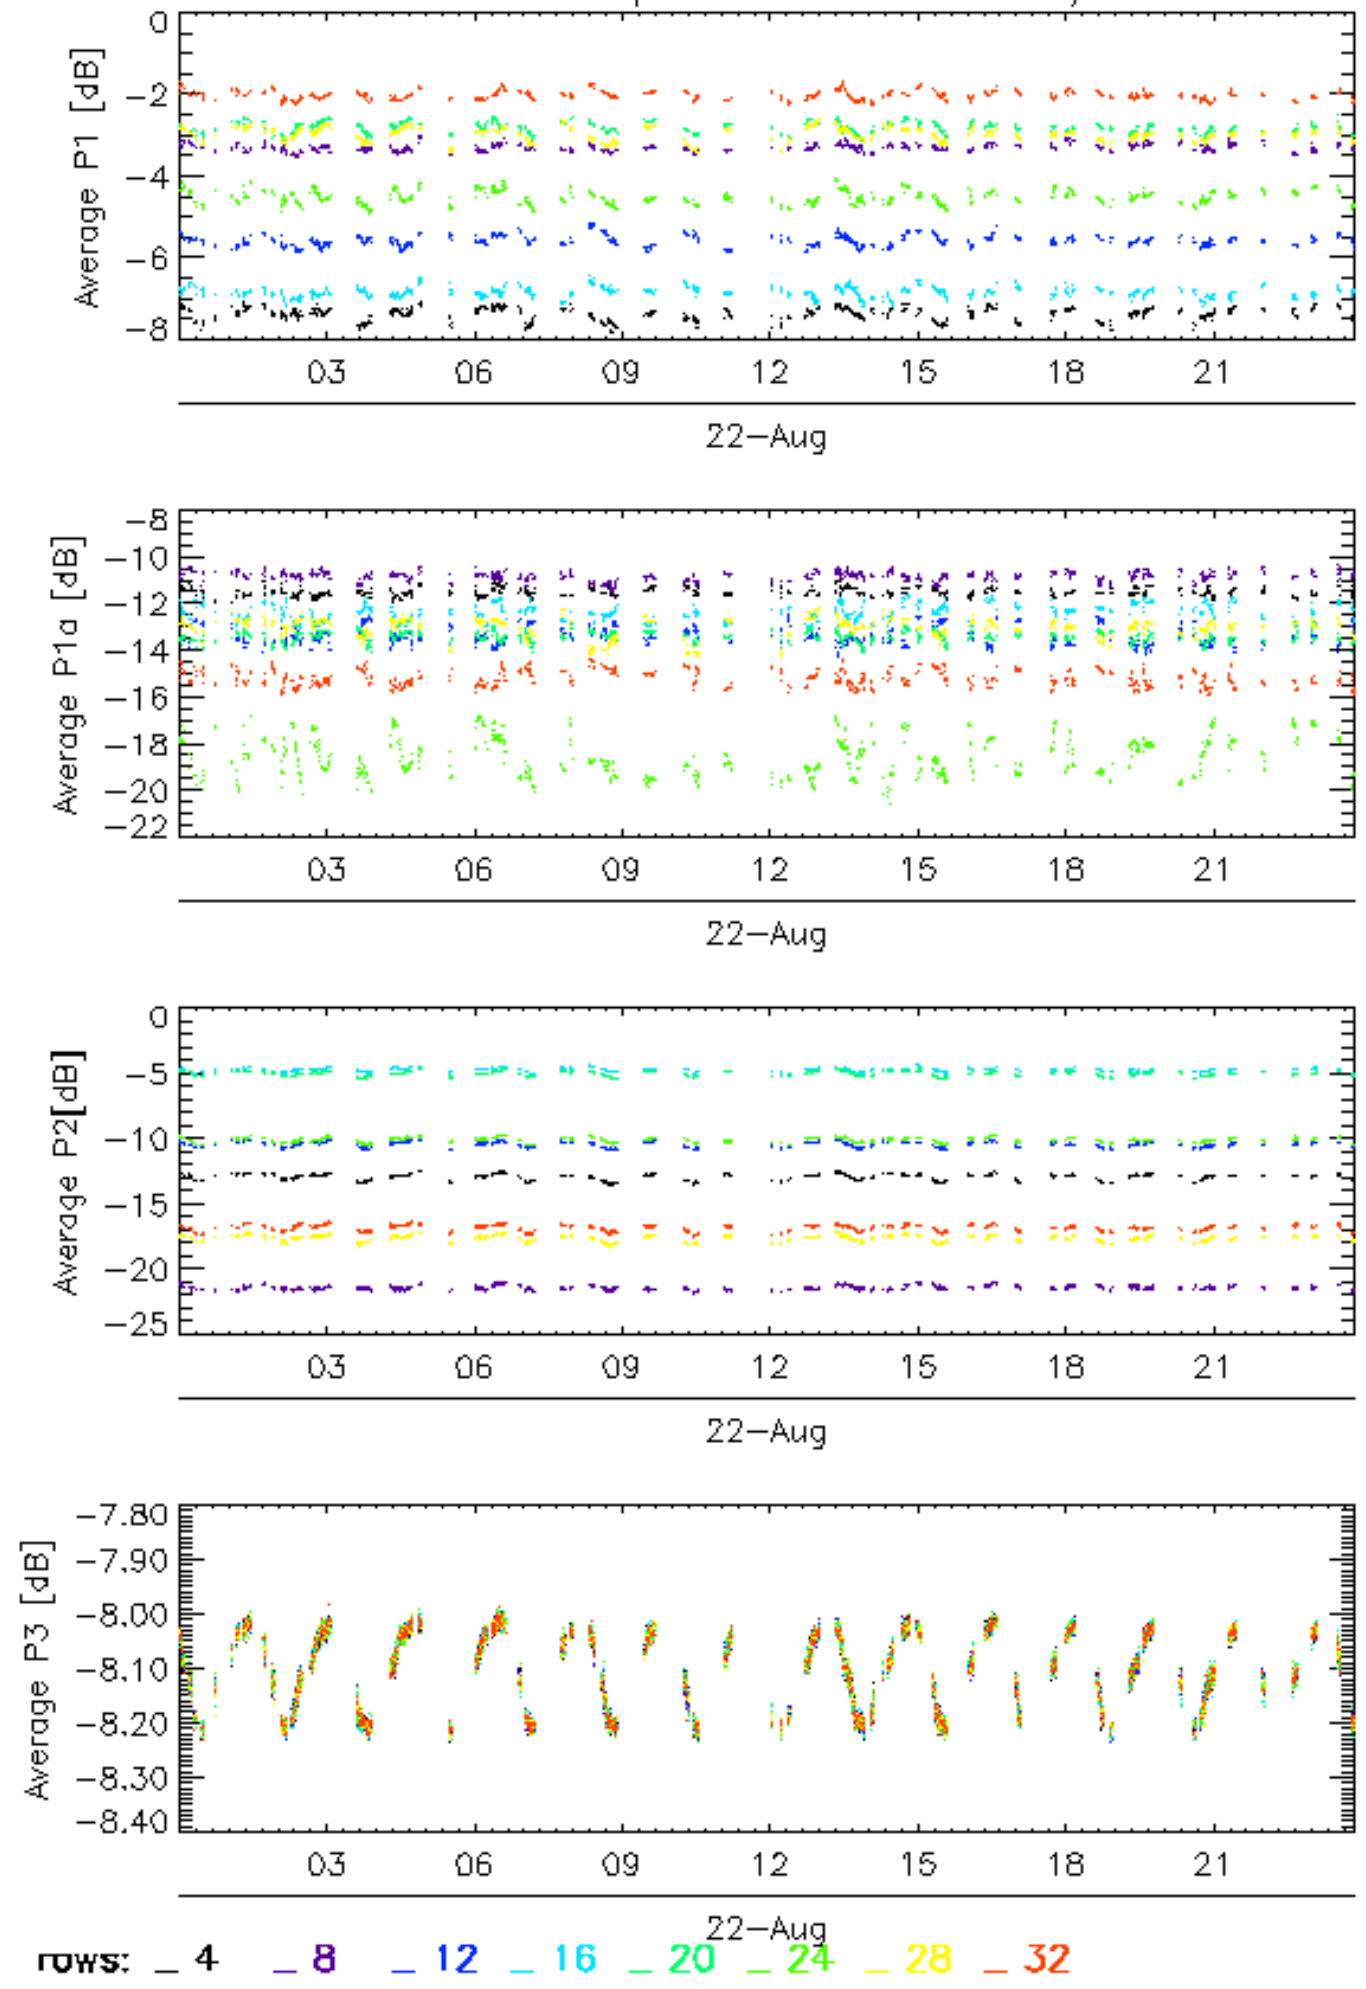 0
-2
-4
-6
-8
Average P1 [dB]
03 06 09 12 15 18 21
22-Aug
-8
-10
-12
-14
-16
-18
-20
-22
Average P1a [dB]
03 06 09 12 15 18 21
22-Aug
0
-5
-10
-15
-20
-25
Average P2[dB]
03 06 09 12 15 18 21
22-Aug
-7.80
-7.90
-8.00
-8.10
-8.20
-8.30
-8.40
Average P3 [dB]
03 06 09 12 15 18 21
22-Aug
rows: _ 4 _ 8 _ 12 _ 16 _ 20 _ 24 _ 28 _ 32